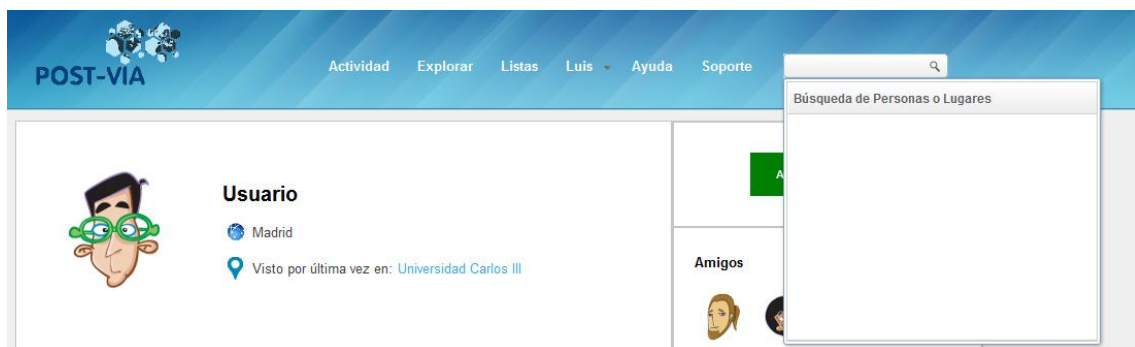 POST-VIA
Actividad Explorar Listas Luis Ayuda Soporte
Búsqueda de Personas o Lugares
Usuario
Madrid
Visto por última vez en: Universidad Carlos III
A
Amigos